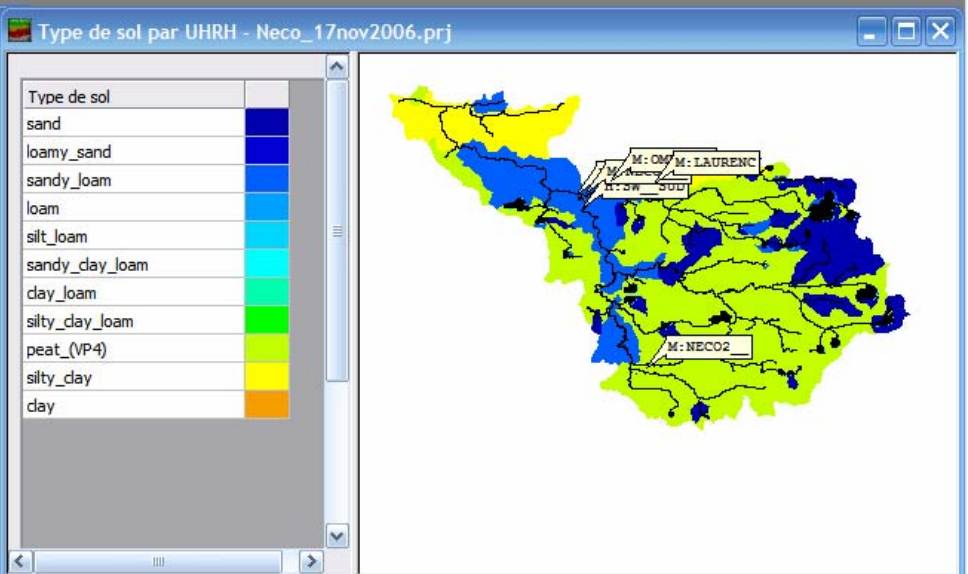 Type de sol par UHRH - Neco_17nov2006.prj
Type de sol
sand
loamy_sand
sandy_loam
loam
silt_loam
sandy_clay_loam
clay_loam
silty_clay_loam
peat_(VP4)
silty_clay
clay
M:LAURENC
M:NECO2__